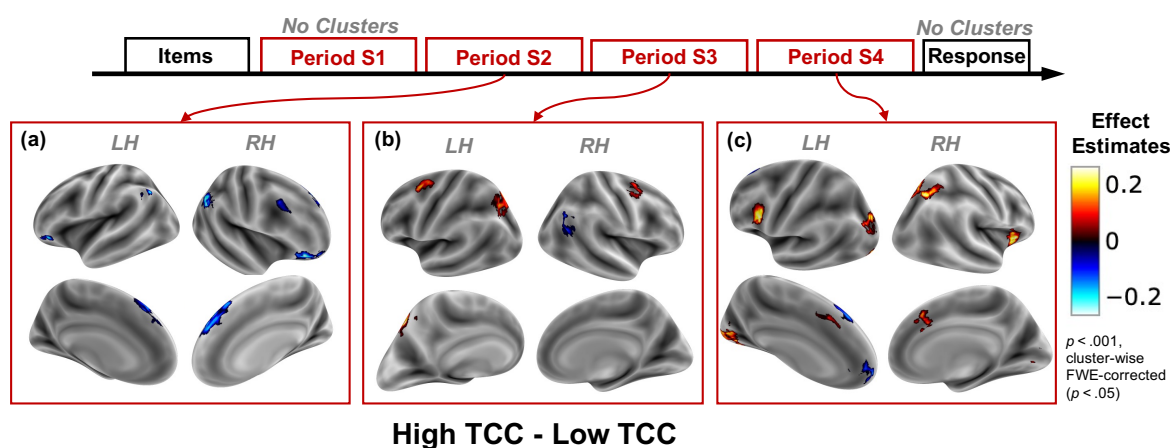 No Clusters
No Clusters
Items
Period S1
Period S2
Period S3
Period S4
Response
(a)
LH
RH
(b)
LH
RH
(c)
LH
RH
Effect
Estimates
0.2
0
−0.2
p < .001,
cluster-wise
FWE-corrected
(p < .05)
High TCC - Low TCC